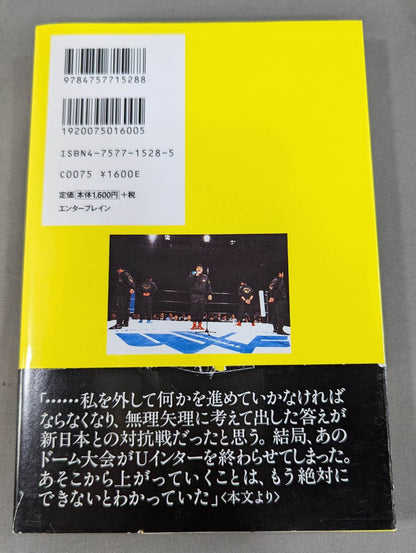 9784757715288
1920075016005
ISBN4-7577-1528-5
C0075 ¥1600E
定価 本体1,600円 +税
エンターブレイン
「……私を外して何かを進めていかなければ
ならなくなり、無理矢理に考えて出した答えが
新日本との対抗戦だったと思う。結局、あの
ドーム大会がUインターを終わらせてしまった。
あそこから上がっていくことは、もう絶対に
できないとわかっていた」〈本文より〉